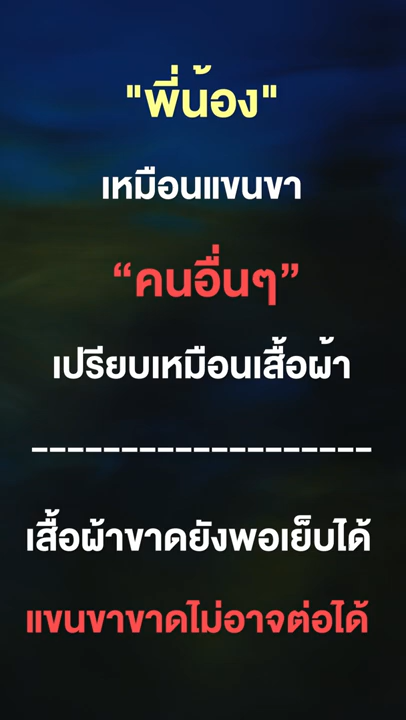 "พี่น้อง"
เหมือนแขนขา
“คนอื่นๆ”
เปรียบเหมือนเสื้อผ้า
--------------------
เสื้อผ้าขาดยังพอเย็บได้
แขนขาขาดไม่อาจต่อได้